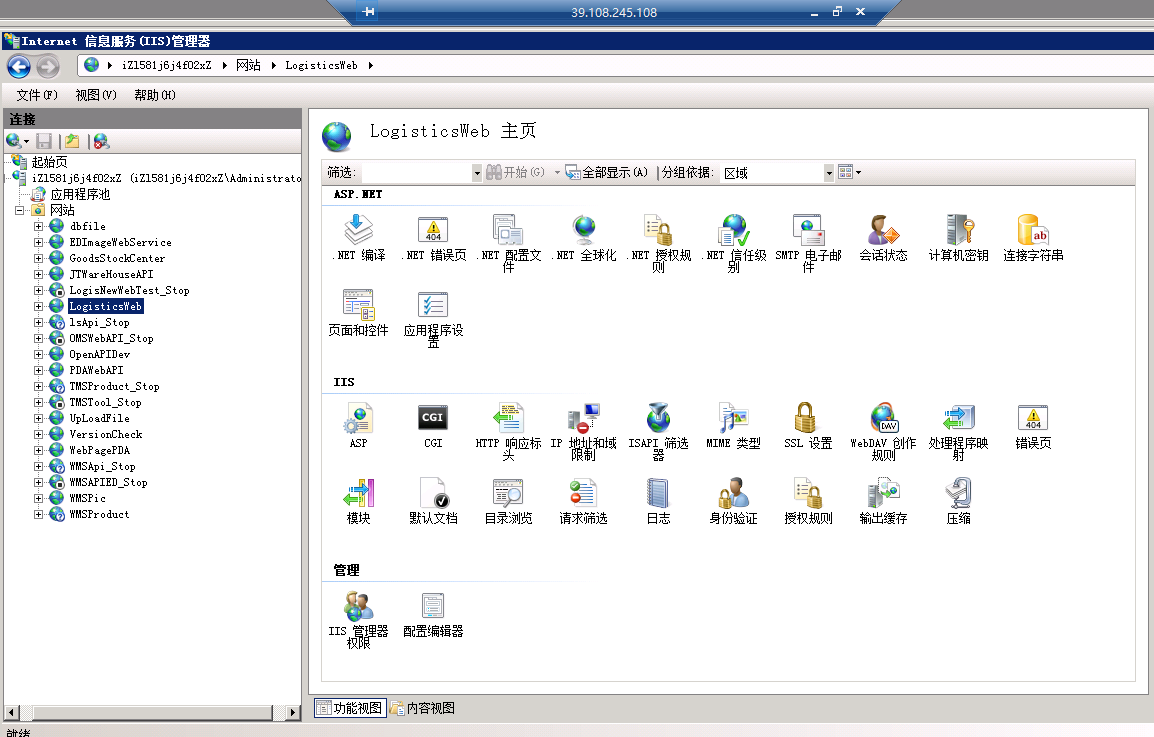 39.108.245.108
Internet 信息服务(IIS)管理器
iZl581j6j4f02xZ 网站 LogisticsWeb
文件(F) 视图(V) 帮助(H)
连接
起始页
iZl581j6j4f02xZ (iZl581j6j4f02xZ\Administrato
应用程序池
网站
dbfile
EDImageWebService
GoodsStockCenter
JTWareHouseAPI
LogisNewWebTest_Stop
LogisticsWeb
lsApi_Stop
OMSWebAPI_Stop
OpenAPIDev
PDAWebAPI
TMSProduct_Stop
TMSTool_Stop
UpLoadFile
VersionCheck
WebPagePDA
WMSApi_Stop
WMSAPIED_Stop
WMSPic
WMSProduct
LogisticsWeb 主页
筛选: 开始(G) 全部显示(A) 分组依据: 区域
ASP.NET
404
ab
.NET 编译 .NET 错误页 .NET 配置文 .NET 全球化 .NET 授权规 .NET 信任级 SMTP 电子邮 会话状态 计算机密钥 连接字符串
件 则 别 件
页面和控件 应用程序设
置
IIS
CGI
DAV
404
ASP CGI HTTP 响应标 IP 地址和域 ISAPI 筛选 MIME 类型 SSL 设置 WebDAV 创作 处理程序映 错误页
头 限制 器 规则 射
模块 默认文档 目录浏览 请求筛选 日志 身份验证 授权规则 输出缓存 压缩
管理
IIS 管理器 配置编辑器
权限
功能视图 内容视图
就绪